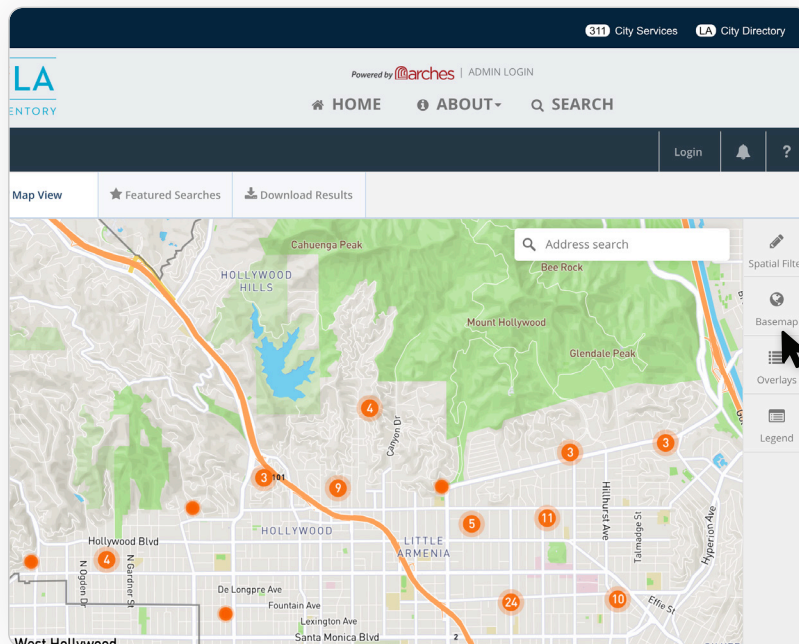 311 City Services LA City Directory
LA
ENTORY
Powered by arches | ADMIN LOGIN
HOME ABOUT SEARCH
Login ?
Map View Featured Searches Download Results
Address search
Spatial Filte
Basemap
Overlays
Legend
Cahuenga Peak
Bee Rock
HOLLYWOOD
HILLS
Mount Hollywood
Glendale Peak
4
Canyon Dr
3
3
3 101
9
5
11
Hillhurst Ave
Talmadge St
Hyperion Ave
HOLLYWOOD
LITTLE
ARMENIA
Hollywood Blvd
4
N Ogden Dr
N Gardner St
De Longpre Ave
Fountain Ave
24
10
Effie St
Lexington Ave
Santa Monica Blvd
2
West Hollywood